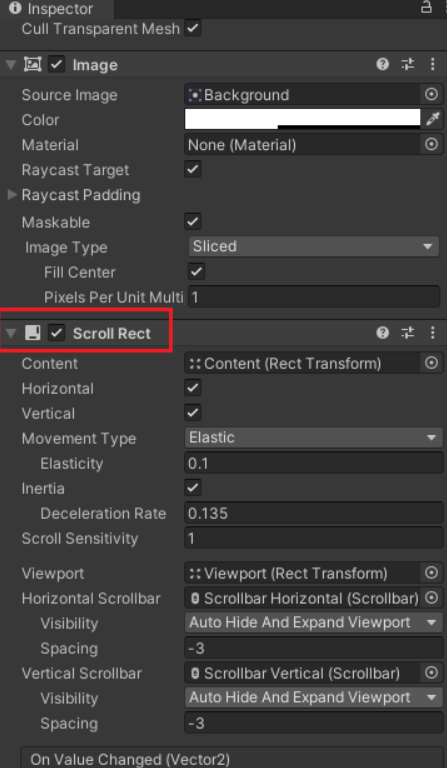 Inspector
Cull Transparent Mesh
Image
Source Image Background
Color
Material None (Material)
Raycast Target
Raycast Padding
Maskable
Image Type Sliced
Fill Center
Pixels Per Unit Multi 1
Scroll Rect
Content Content (Rect Transform)
Horizontal
Vertical
Movement Type Elastic
Elasticity 0.1
Inertia
Deceleration Rate 0.135
Scroll Sensitivity 1
Viewport Viewport (Rect Transform)
Horizontal Scrollbar Scrollbar Horizontal (Scrollbar)
Visibility Auto Hide And Expand Viewport
Spacing -3
Vertical Scrollbar Scrollbar Vertical (Scrollbar)
Visibility Auto Hide And Expand Viewport
Spacing -3
On Value Changed (Vector2)